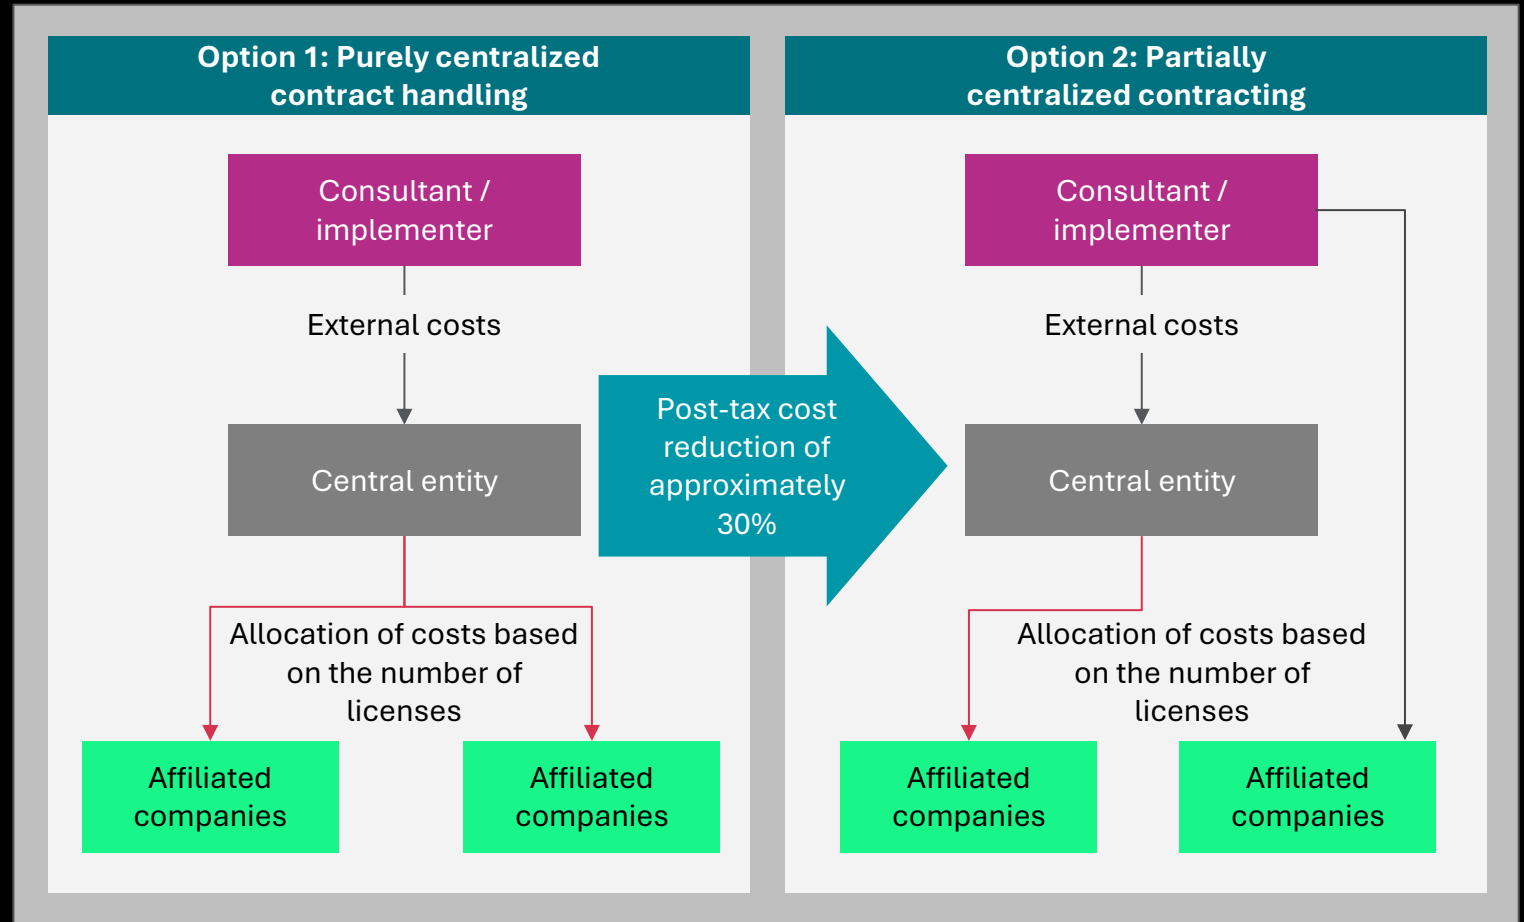 Option 1: Purely centralized
contract handling
Consultant /
implementer
External costs
Central entity
Allocation of costs based
on the number of
licenses
Affiliated
companies
Affiliated
companies
Post-tax cost
reduction of
approximately
30%
Option 2: Partially
centralized contracting
Consultant /
implementer
External costs
Central entity
Allocation of costs based
on the number of
licenses
Affiliated
companies
Affiliated
companies